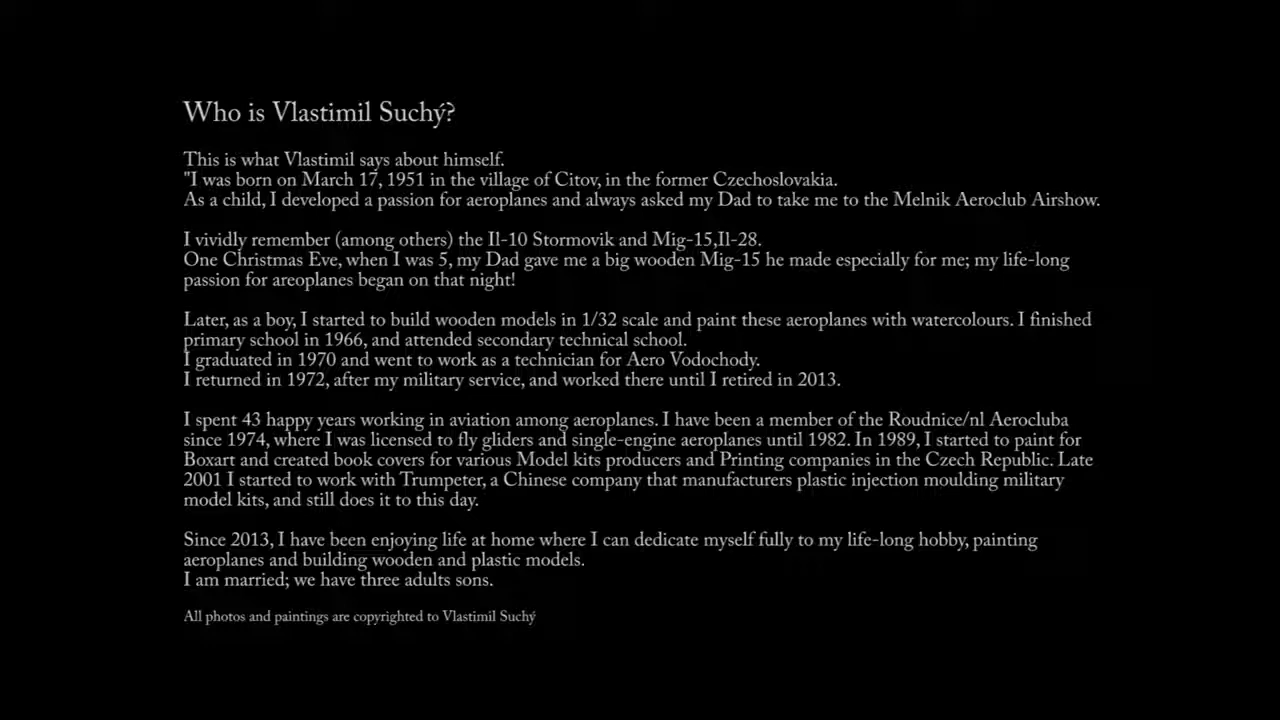 Who is Vlastimil Suchý?
This is what Vlastimil says about himself.
"I was born on March 17, 1951 in the village of Citov, in the former Czechoslovakia.
As a child, I developed a passion for aeroplanes and always asked my Dad to take me to the Melnik Aeroclub Airshow.
I vividly remember (among others) the Il-10 Stormovik and Mig-15,Il-28.
One Christmas Eve, when I was 5, my Dad gave me a big wooden Mig-15 he made especially for me; my life-long
passion for areoplanes began on that night!
Later, as a boy, I started to build wooden models in 1/32 scale and paint these aeroplanes with watercolours. I finished
primary school in 1966, and attended secondary technical school.
I graduated in 1970 and went to work as a technician for Aero Vodochody.
I returned in 1972, after my military service, and worked there until I retired in 2013.
I spent 43 happy years working in aviation among aeroplanes. I have been a member of the Roudnice/nl Aerocluba
since 1974, where I was licensed to fly gliders and single-engine aeroplanes until 1982. In 1989, I started to paint for
Boxart and created book covers for various Model kits producers and Printing companies in the Czech Republic. Late
2001 I started to work with Trumpeter, a Chinese company that manufacturers plastic injection moulding military
model kits, and still does it to this day.
Since 2013, I have been enjoying life at home where I can dedicate myself fully to my life-long hobby, painting
aeroplanes and building wooden and plastic models.
I am married; we have three adults sons.
All photos and paintings are copyrighted to Vlastimil Suchý